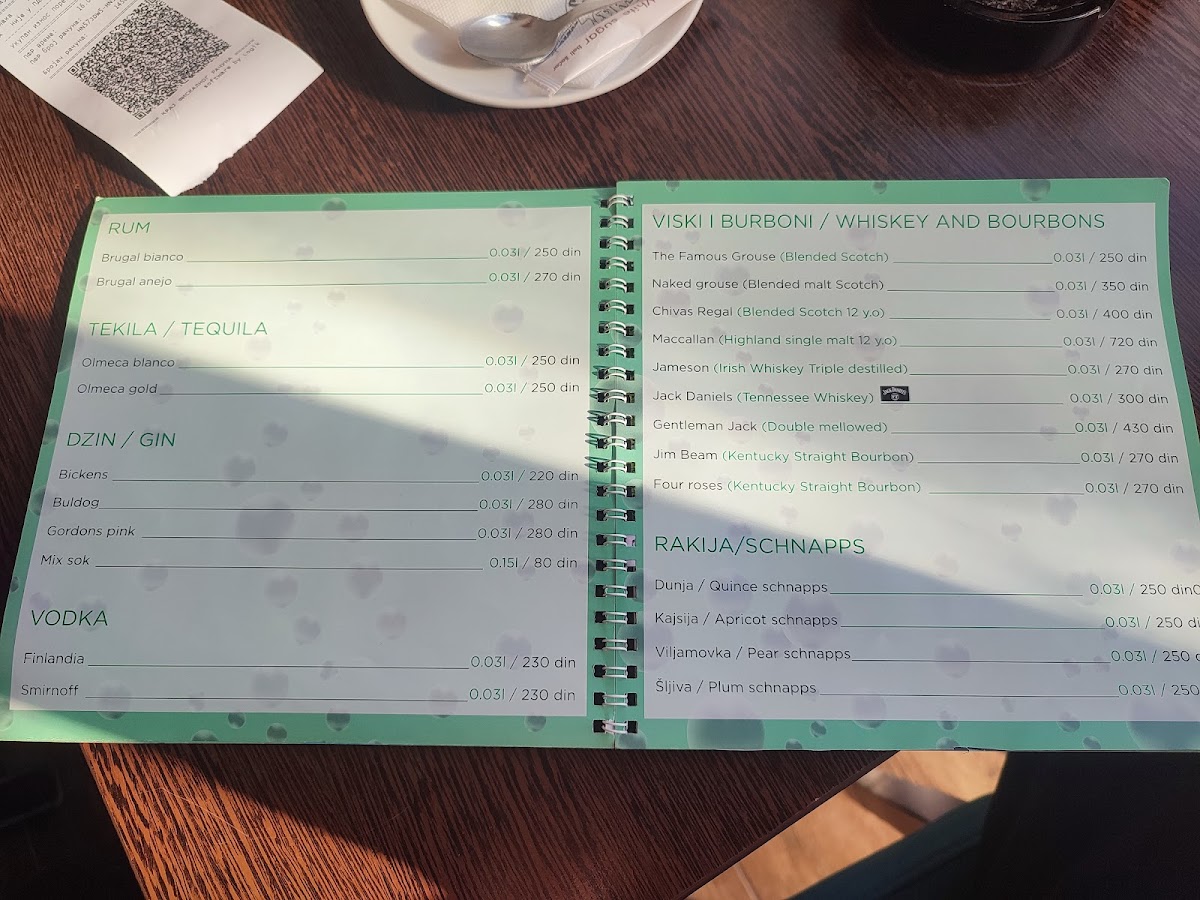 White sugar
RUM
Brugal bianco 0.03l / 250 din
Brugal anejo 0.03l / 270 din
TEKILA / TEQUILA
Olmeca blanco 0.03l / 250 din
Olmeca gold 0.03l / 250 din
DZIN / GIN
Bickens 0.03l / 220 din
Buldog 0.03l / 280 din
Gordons pink 0.03l / 280 din
Mix sok 0.15l / 80 din
VODKA
Finlandia 0.03l / 230 din
Smirnoff 0.03l / 230 din
VISKI I BURBONI / WHISKEY AND BOURBONS
The Famous Grouse (Blended Scotch) 0.03l / 250 din
Naked grouse (Blended malt Scotch) 0.03l / 350 din
Chivas Regal (Blended Scotch 12 y.o) 0.03l / 400 din
Maccallan (Highland single malt 12 y.o) 0.03l / 720 din
Jameson (Irish Whiskey Triple destilled) 0.03l / 270 din
Jack Daniels (Tennessee Whiskey) 0.03l / 300 din
Gentleman Jack (Double mellowed) 0.03l / 430 din
Jim Beam (Kentucky Straight Bourbon) 0.03l / 270 din
Four roses (Kentucky Straight Bourbon) 0.03l / 270 din
RAKIJA/SCHNAPPS
Dunja / Quince schnapps 0.03l / 250 din
Kajsija / Apricot schnapps 0.03l / 250 di
Viljamovka / Pear schnapps 0.03l / 250
Šljiva / Plum schnapps 0.03l / 250